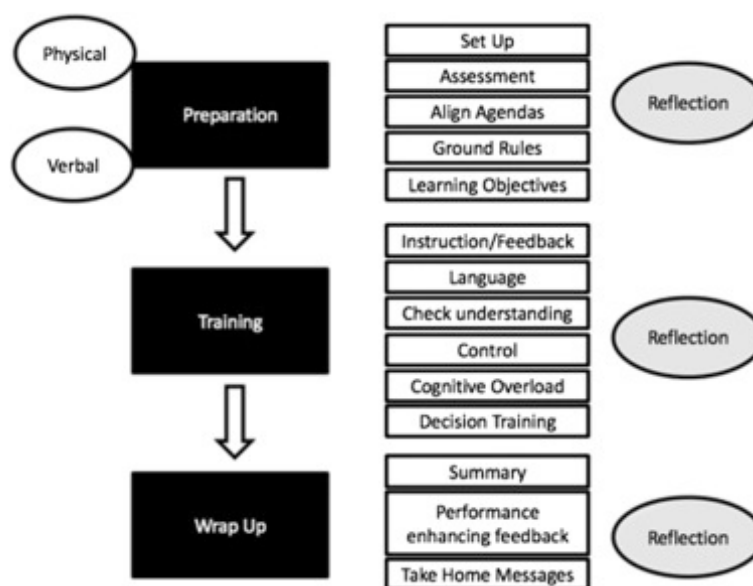 Physical
Verbal
Preparation
Set Up
Assessment
Align Agendas
Ground Rules
Learning Objectives
Reflection
Training
Instruction/Feedback
Language
Check understanding
Control
Cognitive Overload
Decision Training
Reflection
Wrap Up
Summary
Performance
enhancing feedback
Take Home Messages
Reflection